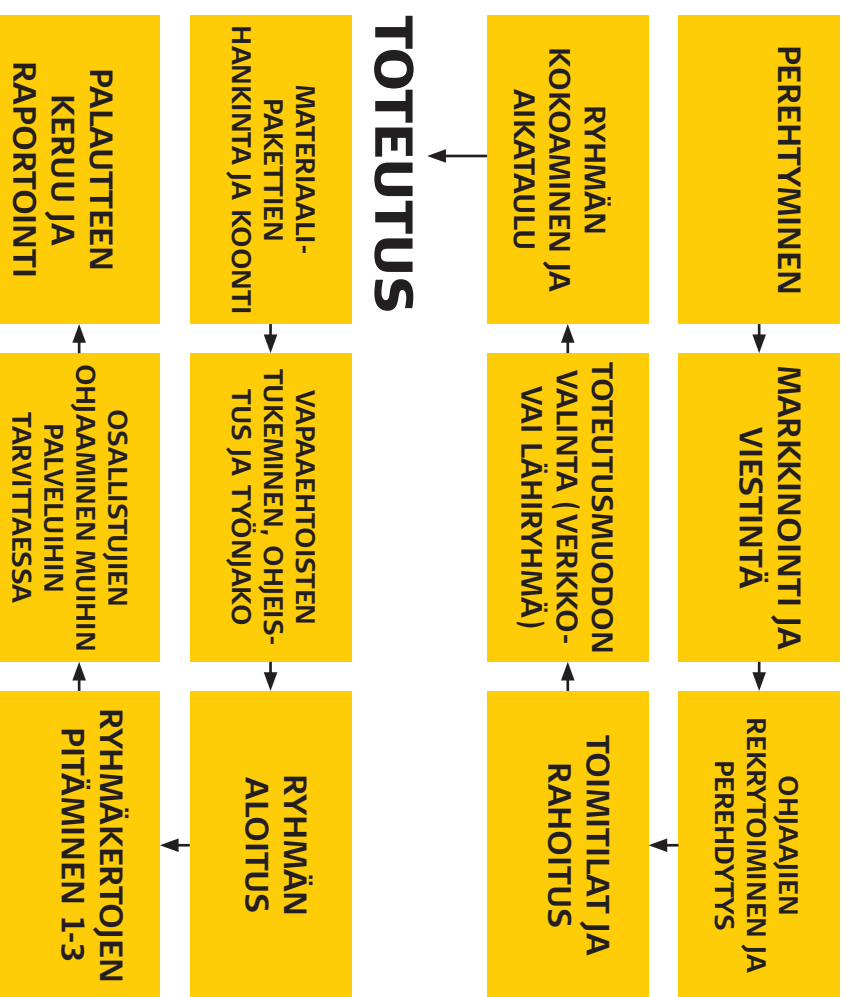 PEREHTYMINEN
MARKKINOINTI JA
VIESTINTÄ
OHJAAJIEN
REKRYTOIMINEN JA
PEREHDYTYS
TOIMITILAT JA
RAHOITUS
TOTEUTUSMUODON
VALINTA (VERKKO-
VAI LÄHIRYHMÄ)
RYHMÄN
KOKOAMINEN JA
AIKATAULU
TOTEUTUS
MATERIAALI-
PAKETTIEN
HANKINTA JA KOONTI
VAPAAEHTOISTEN
TUKEMINEN, OHJEIS-
TUS JA TYÖNJAKO
RYHMÄN
ALOITUS
RYHMÄKERTOJEN
PITÄMINEN 1-3
OSALLISTUJIEN
OHJAAMINEN MUIHIN
PALVELUIHIN
TARVITTAESSA
PALAUTTEEN
KERUU JA
RAPORTOINTI